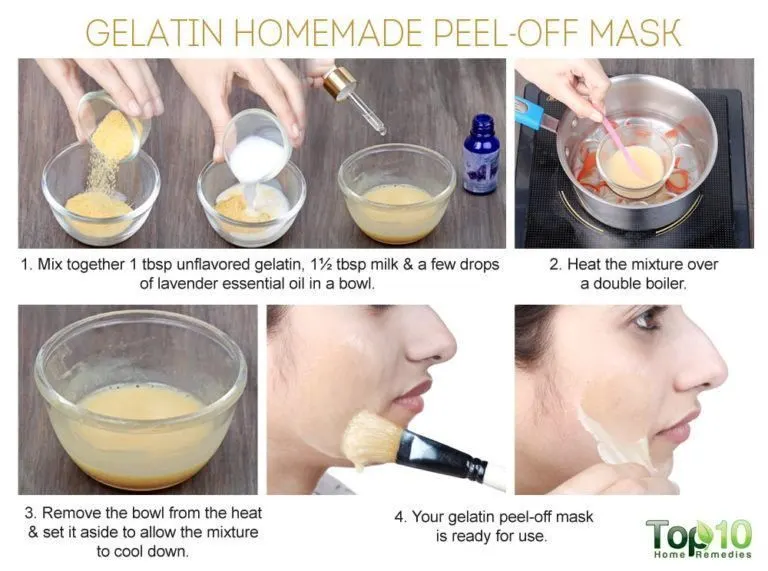 GELATIN HOMEMADE PEEL-OFF MASK
1. Mix together 1 tbsp unflavored gelatin, 1½ tbsp milk & a few drops
of lavender essential oil in a bowl.
2. Heat the mixture over
a double boiler.
3. Remove the bowl from the heat
& set it aside to allow the mixture
to cool down.
4. Your gelatin peel-off mask
is ready for use.
Top10
Home Remedies